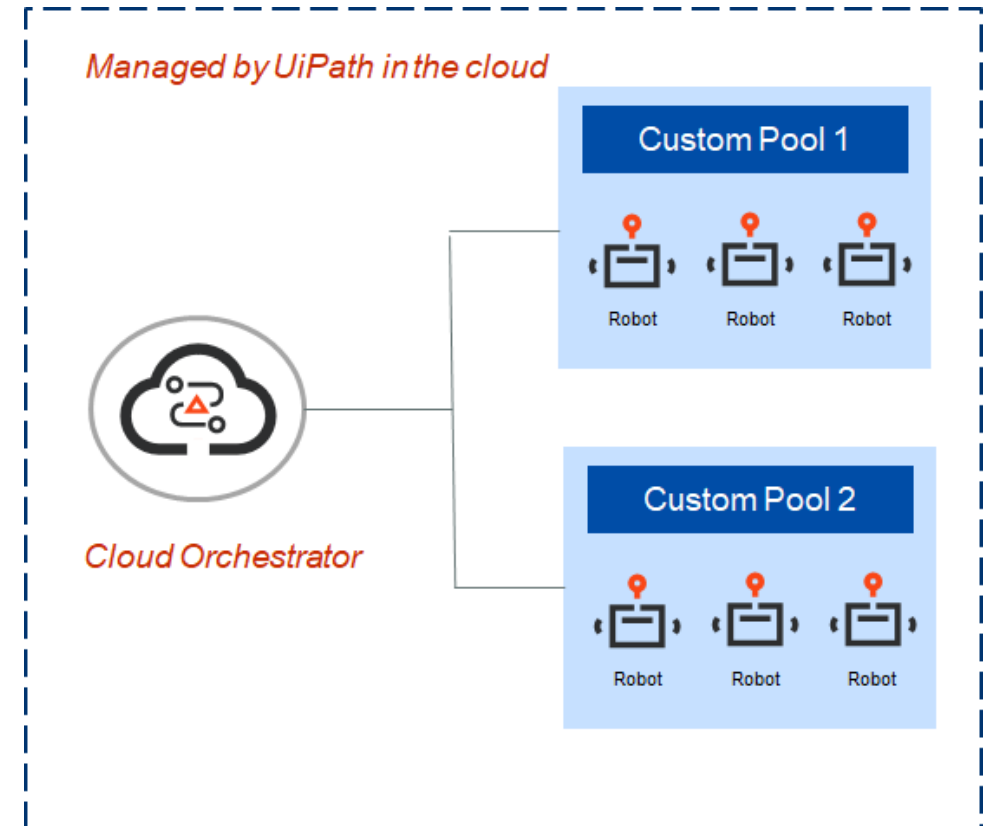 Managed by UiPath in the cloud
Custom Pool 1
Robot Robot Robot
Cloud Orchestrator
Custom Pool 2
Robot Robot Robot